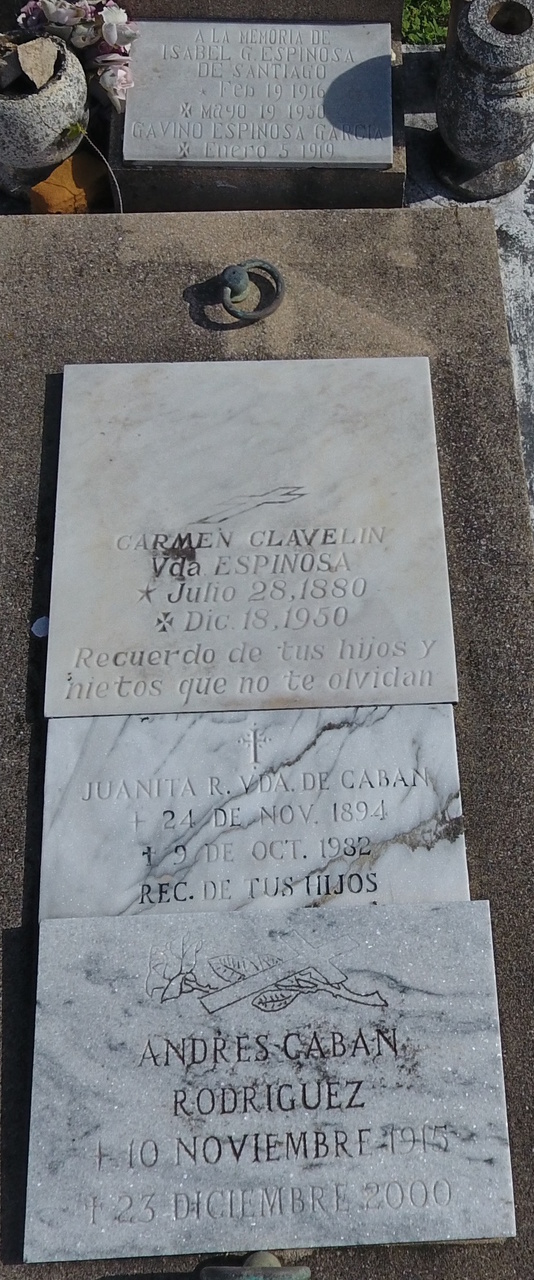 A LA MEMORIA DE
ISABEL G. ESPINOSA
DE SANTIAGO
★ Feb 19 1916
✠ Mayo 19 1950
GAVINO ESPINOSA GARCIA
✠ Enero 5 1919
CARMEN CLAVELIN
Vda. ESPINOSA
★ Julio 28, 1880
✠ Dic. 18, 1950
Recuerdo de tus hijos y
nietos que no te olvidan
JUANITA R. VDA. DE CABAN
† 24 DE NOV. 1894
† 9 DE OCT. 1982
REC. DE TUS HIJOS
ANDRES CABAN
RODRIGUEZ
† 10 NOVIEMBRE 1915
† 23 DICIEMBRE 2000